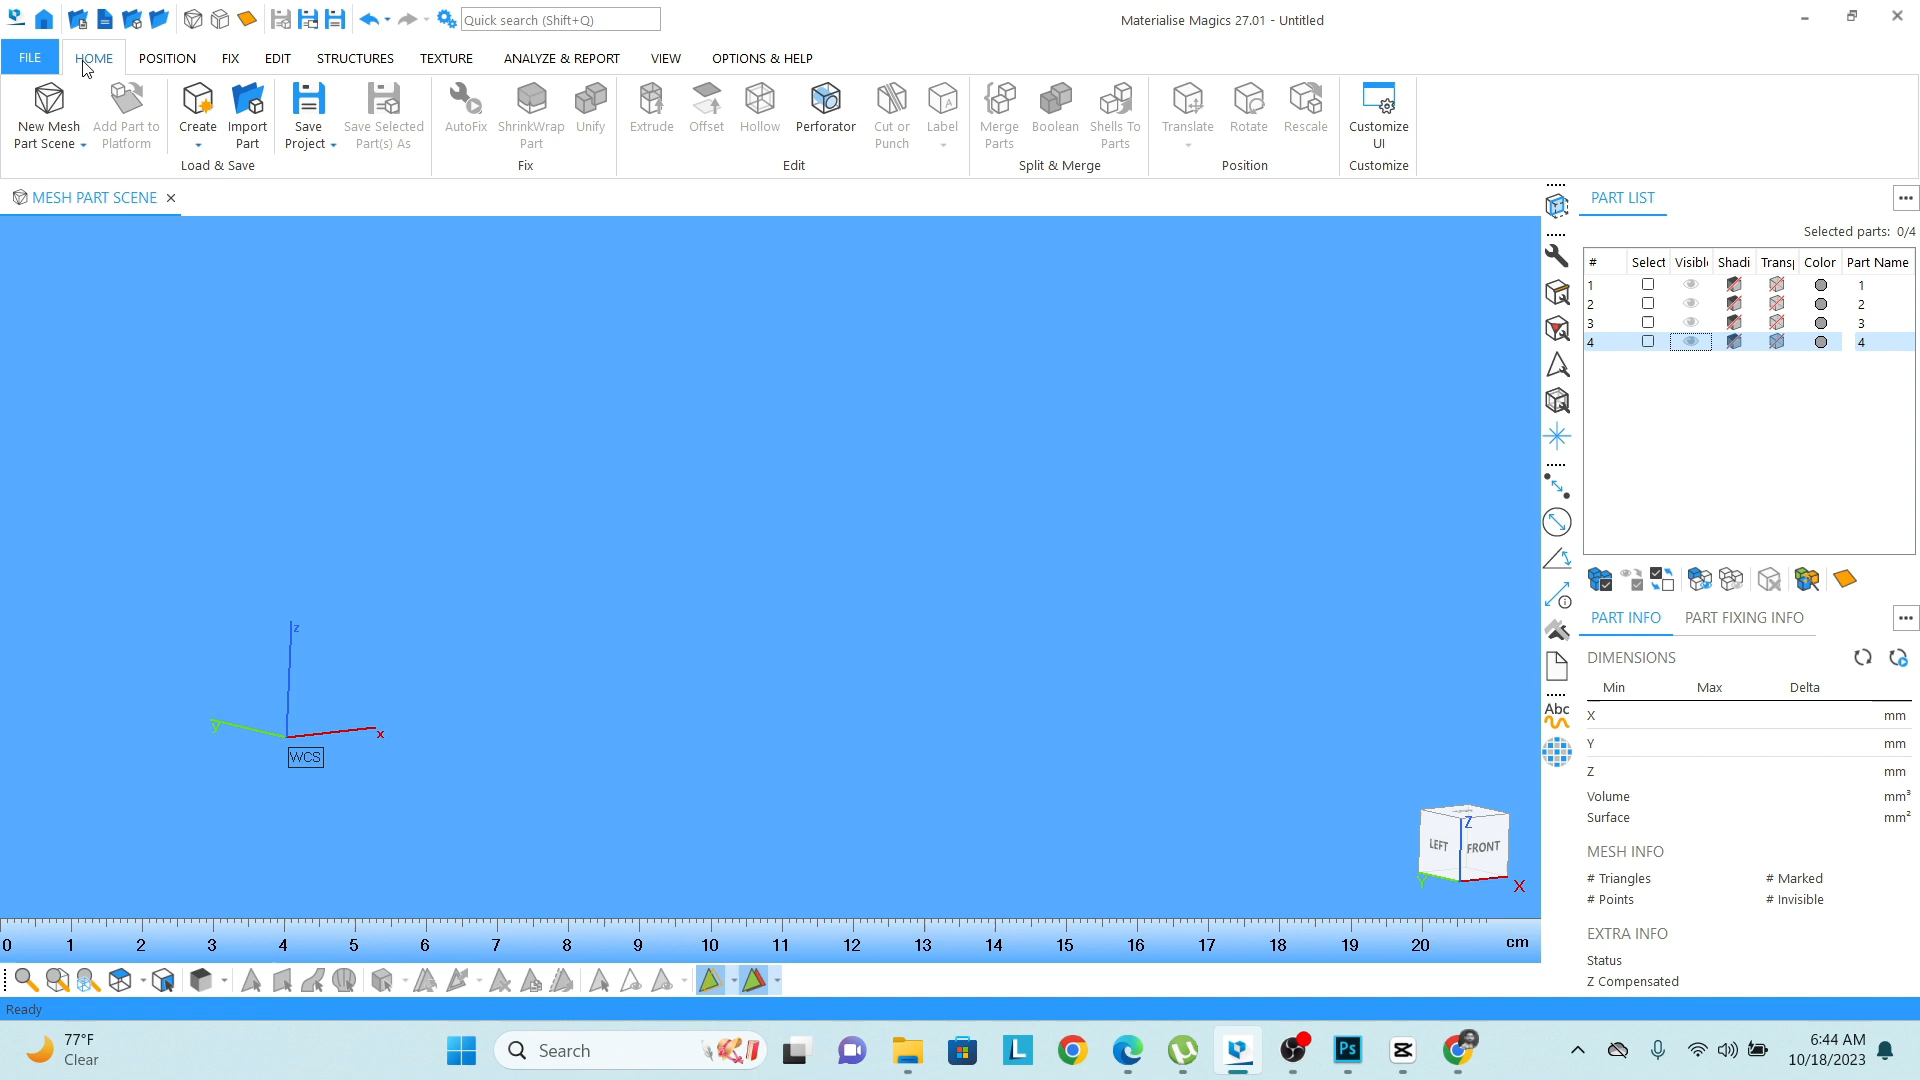 Quick search (Shift+Q)
Materialise Magics 27.01 - Untitled
FILE HOME POSITION FIX EDIT STRUCTURES TEXTURE ANALYZE & REPORT VIEW OPTIONS & HELP
New Mesh Part Scene
Add Part to Platform
Create
Import Part
Save Project
Save Selected Part(s) As
AutoFix
ShrinkWrap Part
Unify
Extrude
Offset
Hollow
Perforator
Cut or Punch
Label
Merge Parts
Boolean
Shells To Parts
Translate
Rotate
Rescale
Customize UI
Load & Save
Fix
Edit
Split & Merge
Position
Customize
MESH PART SCENE
PART LIST
Selected parts: 0/4
# Select Visibl Shadi Transp Color Part Name
1 1
2 2
3 3
4 4
z
y
x
WCS
Z
LEFT FRONT
Y
X
Abc
PART INFO PART FIXING INFO
DIMENSIONS
Min Max Delta
X mm
Y mm
Z mm
Volume mm³
Surface mm²
MESH INFO
# Triangles # Marked
# Points # Invisible
EXTRA INFO
Status
Z Compensated
0 1 2 3 4 5 6 7 8 9 10 11 12 13 14 15 16 17 18 19 20 cm
Ready
77°F
Clear
Search
L
Ps
6:44 AM
10/18/2023